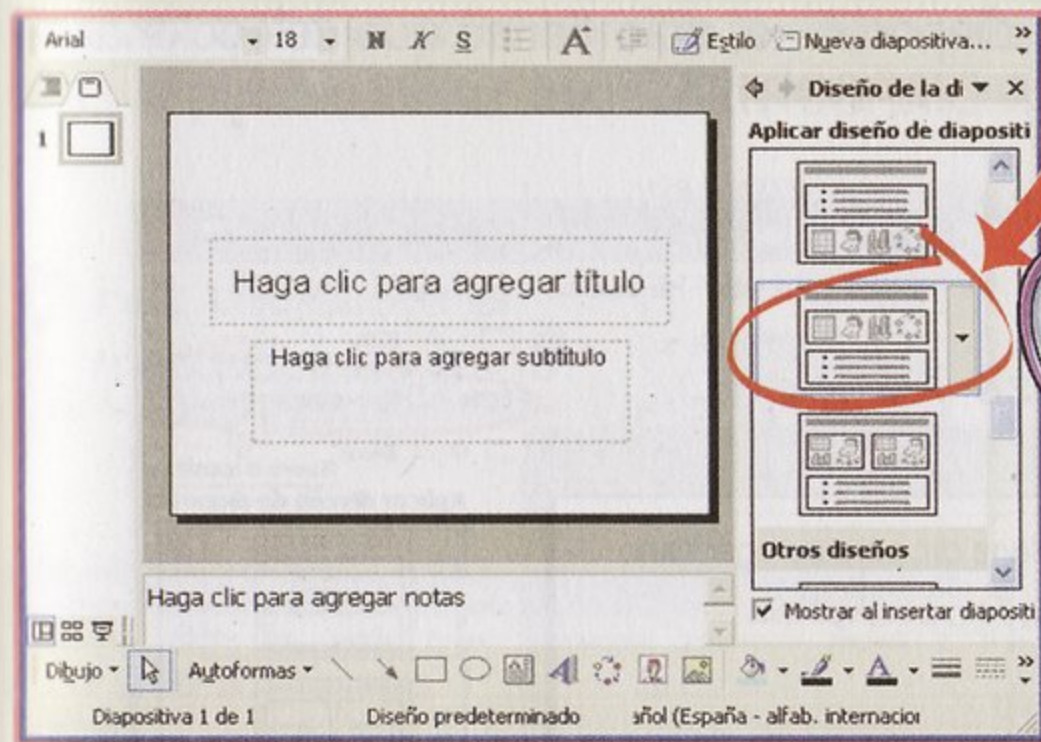 Arial 18 N K S A Estilo Nueva diapositiva...
Diseño de la di
Aplicar diseño de diapositi
1
Haga clic para agregar título
Haga clic para agregar subtítulo
Otros diseños
Haga clic para agregar notas
Mostrar al insertar diapositi
Dibujo Autoformas A A
Diapositiva 1 de 1 Diseño predeterminado añol (España - alfab. internacior